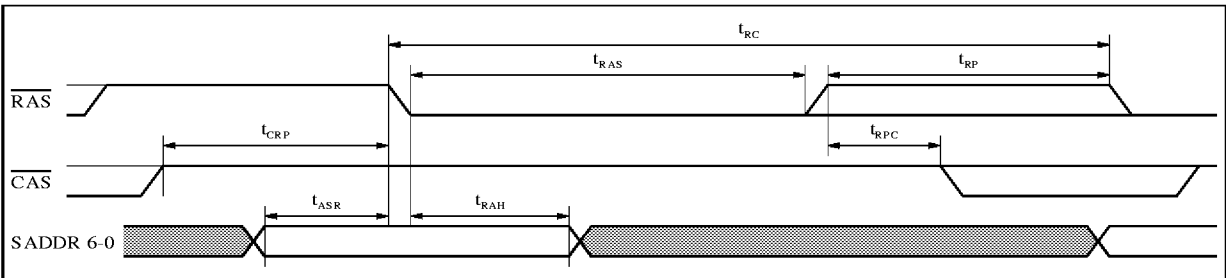 tRC
tRAS
tRP
RAS
tCRP
tRPC
CAS
tASR
tRAH
SADDR 6-0